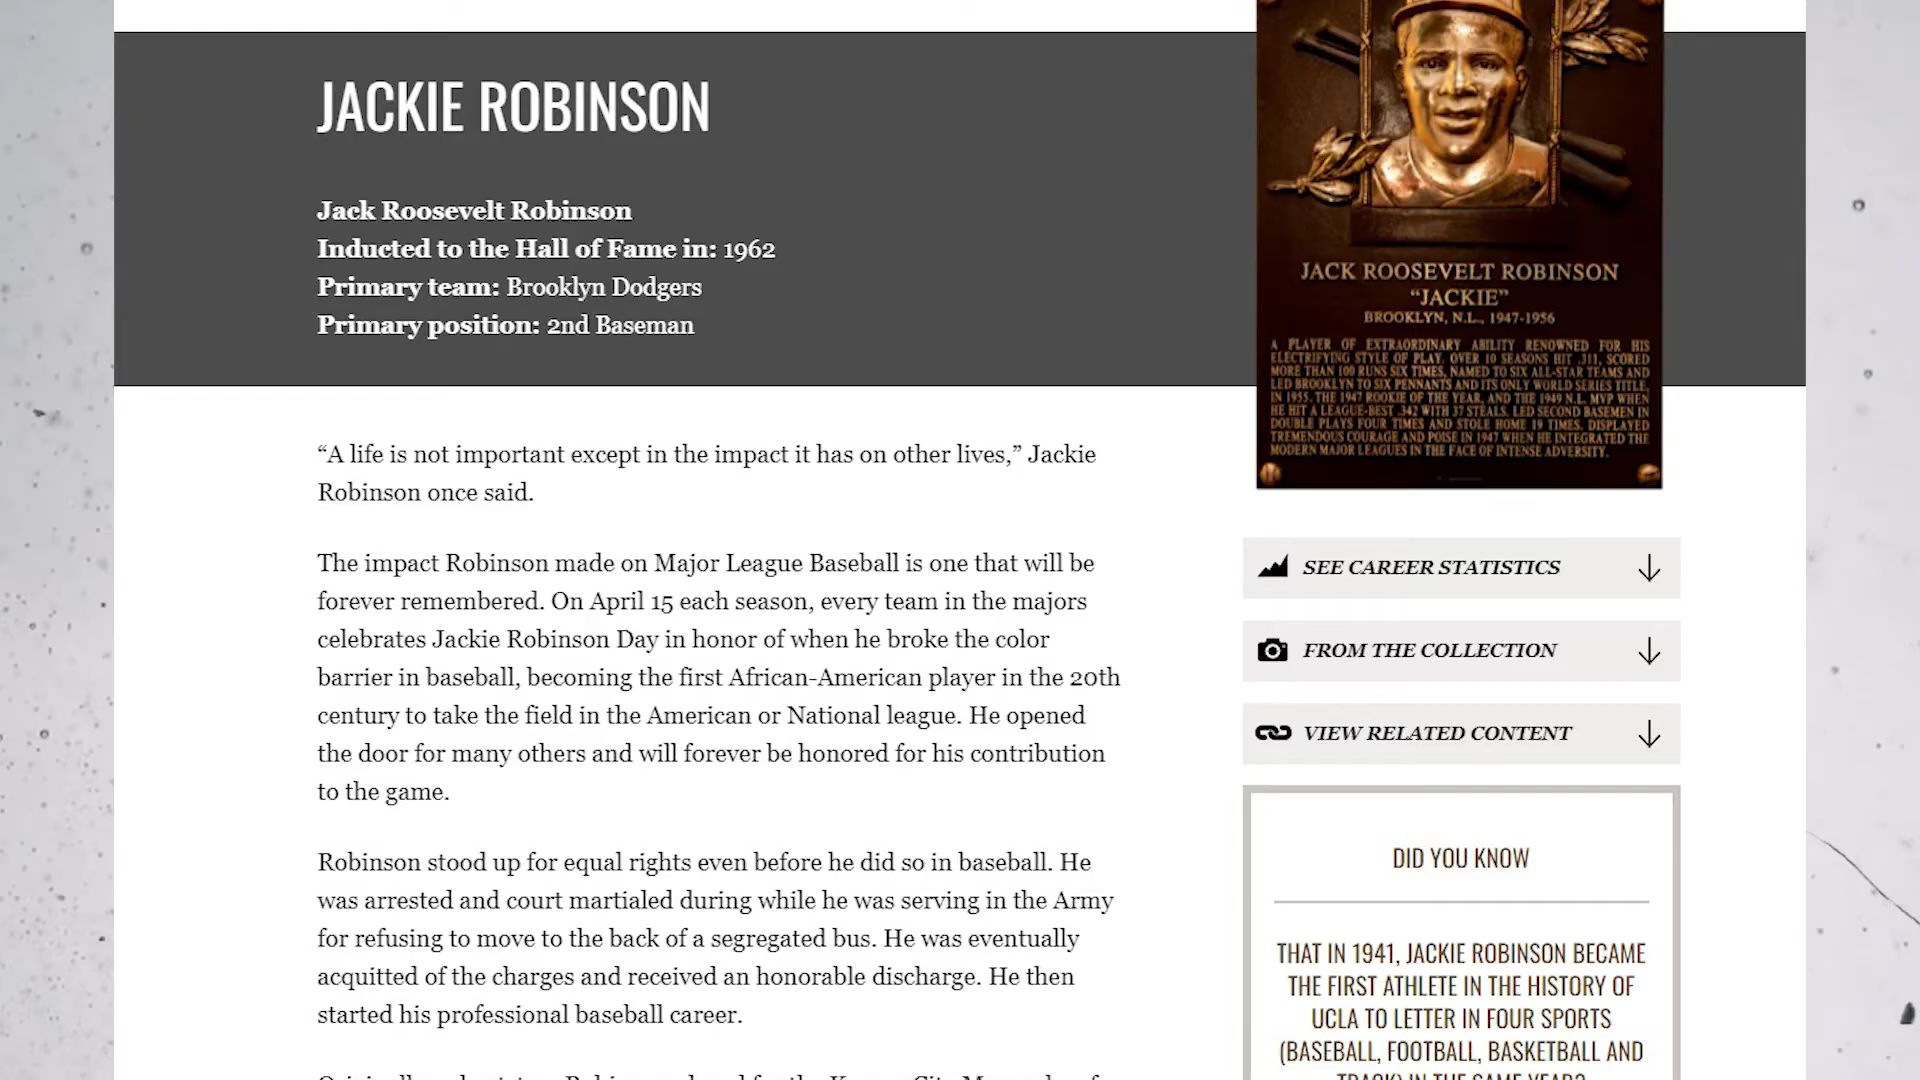 JACKIE ROBINSON
Jack Roosevelt Robinson
Inducted to the Hall of Fame in: 1962
Primary team: Brooklyn Dodgers
Primary position: 2nd Baseman
“A life is not important except in the impact it has on other lives,” Jackie
Robinson once said.
The impact Robinson made on Major League Baseball is one that will be
forever remembered. On April 15 each season, every team in the majors
celebrates Jackie Robinson Day in honor of when he broke the color
barrier in baseball, becoming the first African-American player in the 20th
century to take the field in the American or National league. He opened
the door for many others and will forever be honored for his contribution
to the game.
Robinson stood up for equal rights even before he did so in baseball. He
was arrested and court martialed during while he was serving in the Army
for refusing to move to the back of a segregated bus. He was eventually
acquitted of the charges and received an honorable discharge. He then
started his professional baseball career.
JACK ROOSEVELT ROBINSON
“JACKIE”
BROOKLYN, N.L., 1947-1956
A PLAYER OF EXTRAORDINARY ABILITY RENOWNED FOR HIS
ELECTRIFYING STYLE OF PLAY. OVER 10 SEASONS HIT .311, SCORED
MORE THAN 100 RUNS SIX TIMES, NAMED TO SIX ALL-STAR TEAMS AND
LED BROOKLYN TO SIX PENNANTS AND ITS ONLY WORLD SERIES TITLE,
IN 1955. THE 1947 ROOKIE OF THE YEAR, AND THE 1949 N.L. MVP WHEN
HE HIT A LEAGUE-BEST .342 WITH 37 STEALS. LED SECOND BASEMEN IN
DOUBLE PLAYS FOUR TIMES AND STOLE HOME 19 TIMES. DISPLAYED
TREMENDOUS COURAGE AND POISE IN 1947 WHEN HE INTEGRATED THE
MODERN MAJOR LEAGUES IN THE FACE OF INTENSE ADVERSITY.
SEE CAREER STATISTICS
FROM THE COLLECTION
VIEW RELATED CONTENT
DID YOU KNOW
THAT IN 1941, JACKIE ROBINSON BECAME
THE FIRST ATHLETE IN THE HISTORY OF
UCLA TO LETTER IN FOUR SPORTS
(BASEBALL, FOOTBALL, BASKETBALL AND
TRACK) IN THE SAME YEAR?